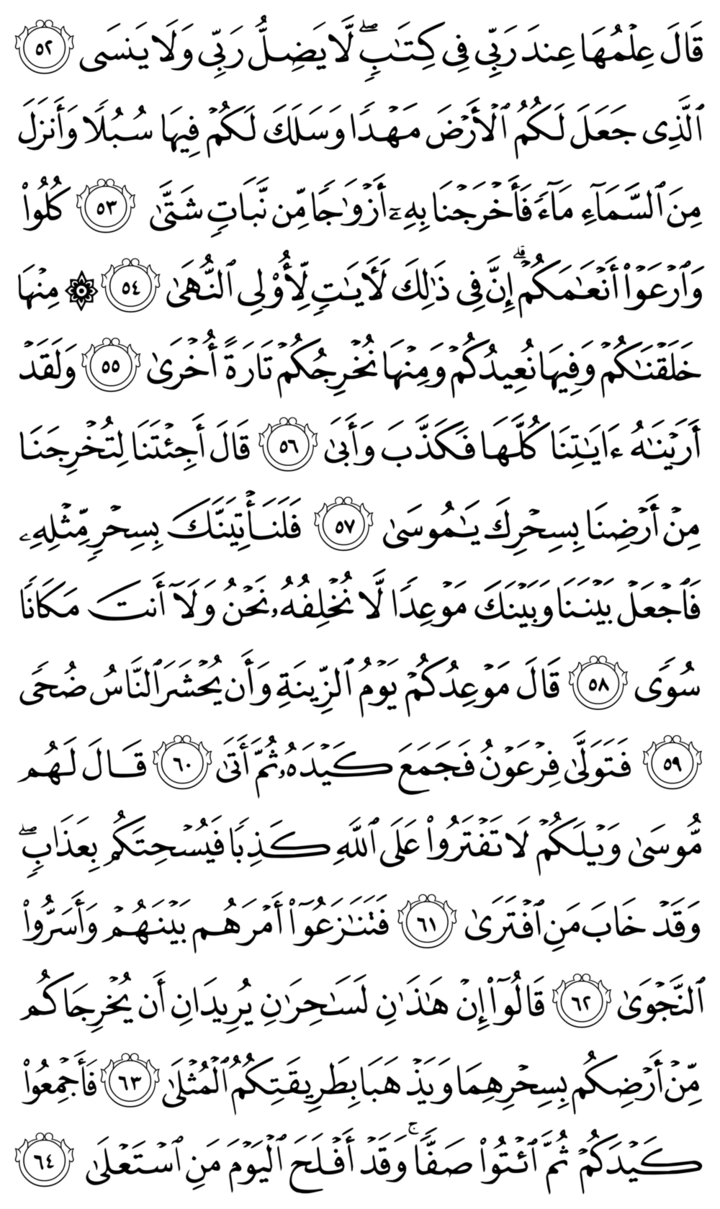 قَالَ عِلْمُهَا عِندَ رَبِّى فِى كِتَٰبٍۖ لَّا يَضِلُّ رَبِّى وَلَا يَنسَى ٥٢
ٱلَّذِى جَعَلَ لَكُمُ ٱلْأَرْضَ مَهْدًا وَسَلَكَ لَكُمْ فِيهَا سُبُلًا وَأَنزَلَ
مِنَ ٱلسَّمَآءِ مَآءً فَأَخْرَجْنَا بِهِۦٓ أَزْوَٰجًا مِّن نَّبَاتٍ شَتَّىٰ ٥٣ كُلُوا۟
وَٱرْعَوْا۟ أَنْعَٰمَكُمْۗ إِنَّ فِى ذَٰلِكَ لَـَٔايَٰتٍ لِّأُو۟لِى ٱلنُّهَىٰ ٥٤ ۞ مِنْهَا
خَلَقْنَٰكُمْ وَفِيهَا نُعِيدُكُمْ وَمِنْهَا نُخْرِجُكُمْ تَارَةً أُخْرَىٰ ٥٥ وَلَقَدْ
أَرَيْنَٰهُ ءَايَٰتِنَا كُلَّهَا فَكَذَّبَ وَأَبَىٰ ٥٦ قَالَ أَجِئْتَنَا لِتُخْرِجَنَا
مِنْ أَرْضِنَا بِسِحْرِكَ يَٰمُوسَىٰ ٥٧ فَلَنَأْتِيَنَّكَ بِسِحْرٍ مِّثْلِهِۦ
فَٱجْعَلْ بَيْنَنَا وَبَيْنَكَ مَوْعِدًا لَّا نُخْلِفُهُۥ نَحْنُ وَلَآ أَنتَ مَكَانًا
سُوًى ٥٨ قَالَ مَوْعِدُكُمْ يَوْمُ ٱلزِّينَةِ وَأَن يُحْشَرَ ٱلنَّاسُ ضُحًى
٥٩ فَتَوَلَّىٰ فِرْعَوْنُ فَجَمَعَ كَيْدَهُۥ ثُمَّ أَتَىٰ ٦٠ قَالَ لَهُم
مُّوسَىٰ وَيْلَكُمْ لَا تَفْتَرُوا۟ عَلَى ٱللَّهِ كَذِبًا فَيُسْحِتَكُم بِعَذَابٍۖ
وَقَدْ خَابَ مَنِ ٱفْتَرَىٰ ٦١ فَتَنَٰزَعُوٓا۟ أَمْرَهُم بَيْنَهُمْ وَأَسَرُّوا۟
ٱلنَّجْوَىٰ ٦٢ قَالُوٓا۟ إِنْ هَٰذَٰنِ لَسَٰحِرَٰنِ يُرِيدَانِ أَن يُخْرِجَاكُم
مِّنْ أَرْضِكُم بِسِحْرِهِمَا وَيَذْهَبَا بِطَرِيقَتِكُمُ ٱلْمُثْلَىٰ ٦٣ فَأَجْمِعُوا۟
كَيْدَكُمْ ثُمَّ ٱئْتُوا۟ صَفًّاۚ وَقَدْ أَفْلَحَ ٱلْيَوْمَ مَنِ ٱسْتَعْلَىٰ ٦٤